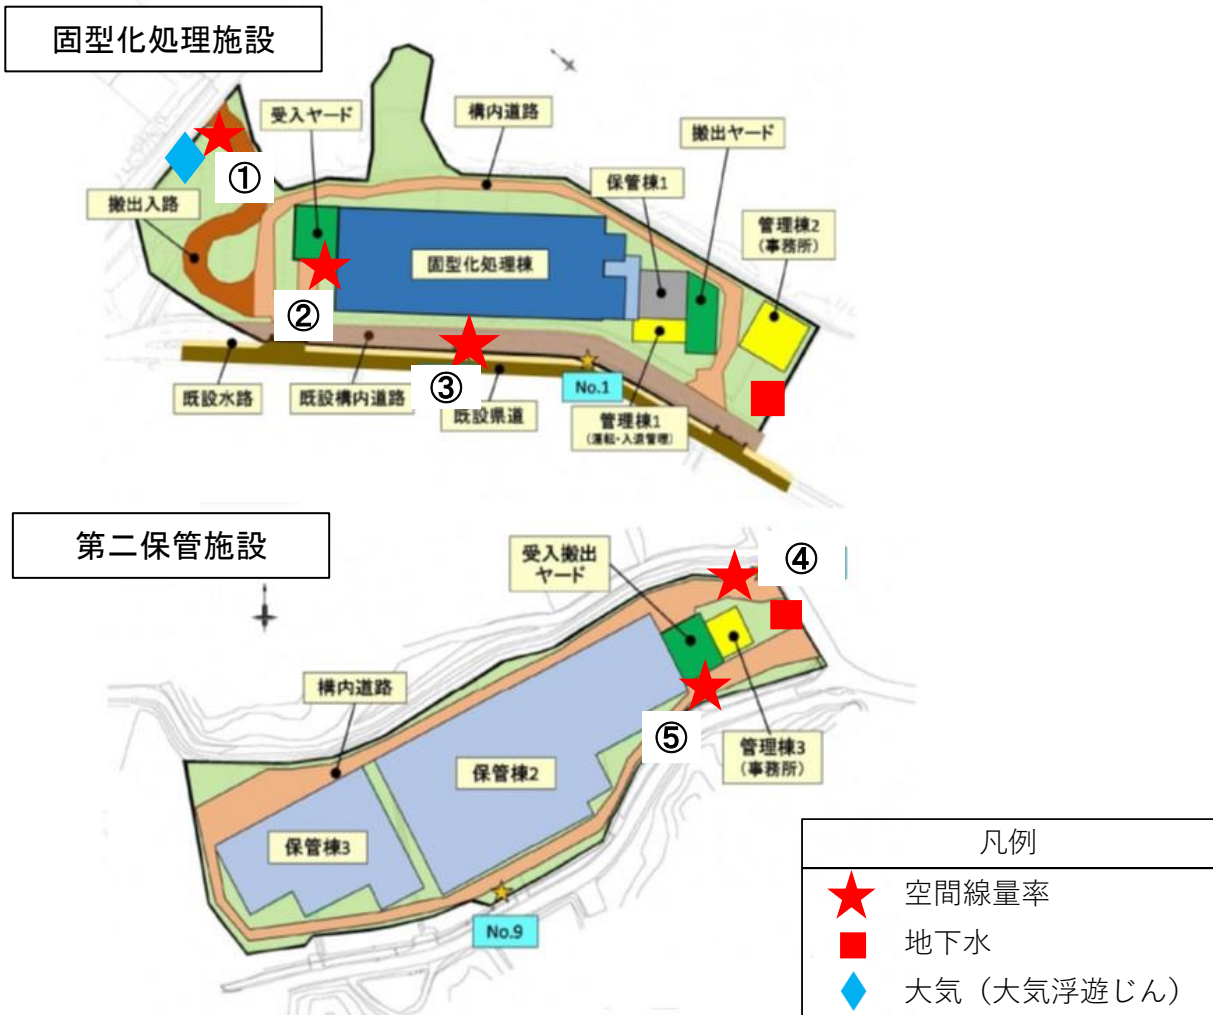 固型化処理施設
受入ヤード
構内道路
搬出ヤード
①
保管棟1
搬出入路
管理棟2
(事務所)
固型化処理棟
②
③
No.1
既設水路
既設構内道路
既設県道
管理棟1
(運転・入退管理)
第二保管施設
受入搬出
ヤード
④
構内道路
⑤
管理棟3
(事務所)
保管棟2
保管棟3
No.9
凡例
空間線量率
地下水
大気（大気浮遊じん）